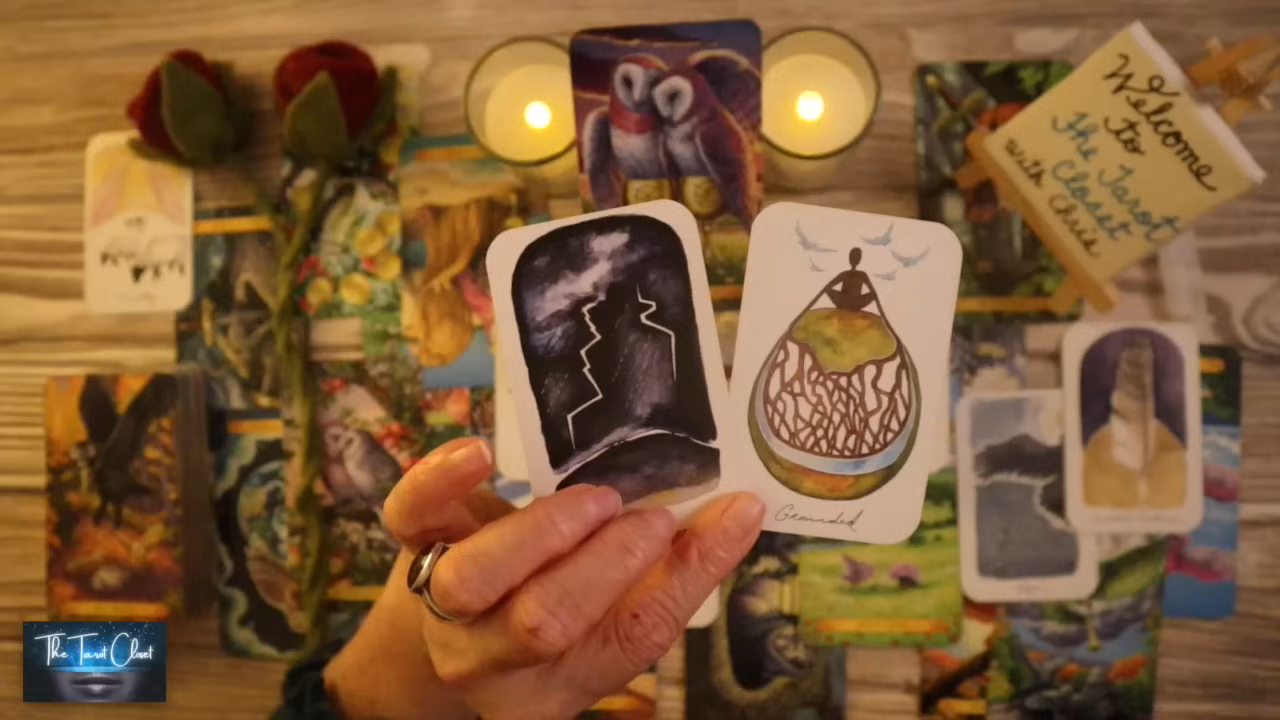 Welcome
To
The Tarot
Closet
with Chris
Grounded
The Tarot Closet